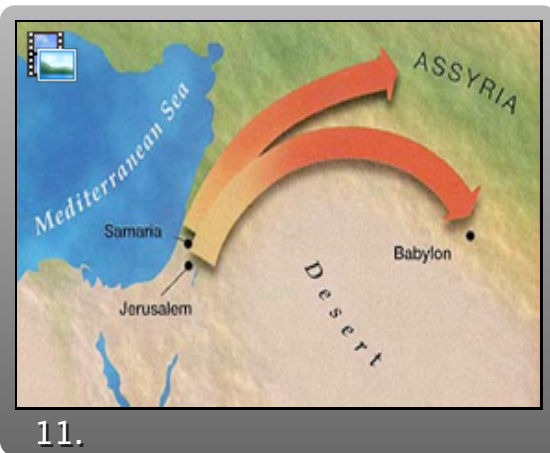 ASSYRIA
Mediterranean Sea
Samaria
Babylon
Desert
Jerusalem
11.